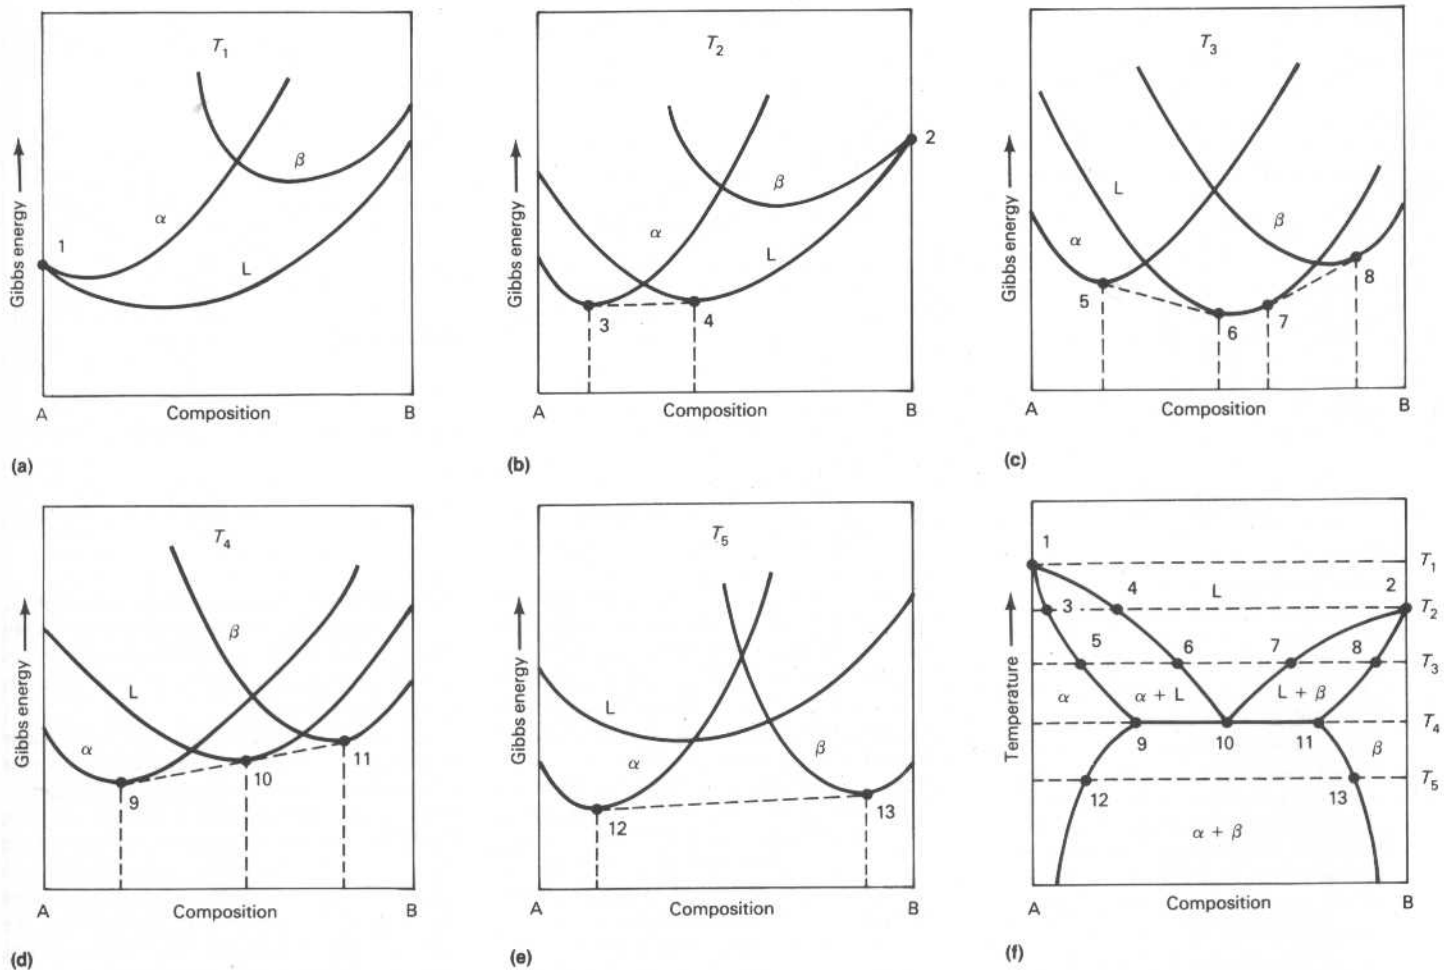 T₁
β
α
1
L
Gibbs energy
A Composition B
(a)
T₂
2
β
α
L
3 4
Gibbs energy
A Composition B
(b)
T₃
L
β
α
5
6
7
8
Gibbs energy
A Composition B
(c)
T₄
β
L
α
11
10
9
Gibbs energy
A Composition B
(d)
T₅
L
α
β
12
13
Gibbs energy
A Composition B
(e)
1
T₁
3 4 L 2 T₂
5 6 7 8 T₃
α α + L L + β
9 10 11 T₄
β
12 13 T₅
α + β
Temperature
A Composition B
(f)